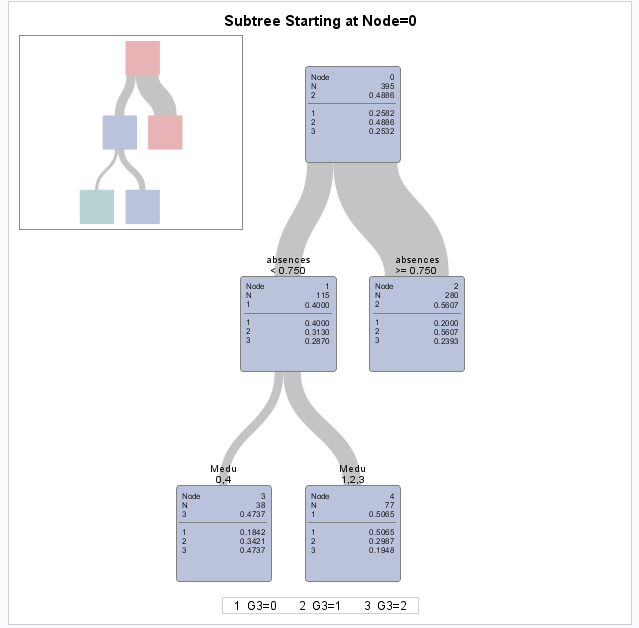 Subtree Starting at Node=0
Node 0
N 395
2 0.4886
1 0.2582
2 0.4886
3 0.2532
absences
< 0.750
absences
>= 0.750
Node 1
N 115
1 0.4000
1 0.4000
2 0.3130
3 0.2870
Node 2
N 280
2 0.5607
1 0.2000
2 0.5607
3 0.2393
Medu
0,4
Medu
1,2,3
Node 3
N 38
3 0.4737
1 0.1842
2 0.3421
3 0.4737
Node 4
N 77
1 0.5065
1 0.5065
2 0.2987
3 0.1948
1 G3=0 2 G3=1 3 G3=2